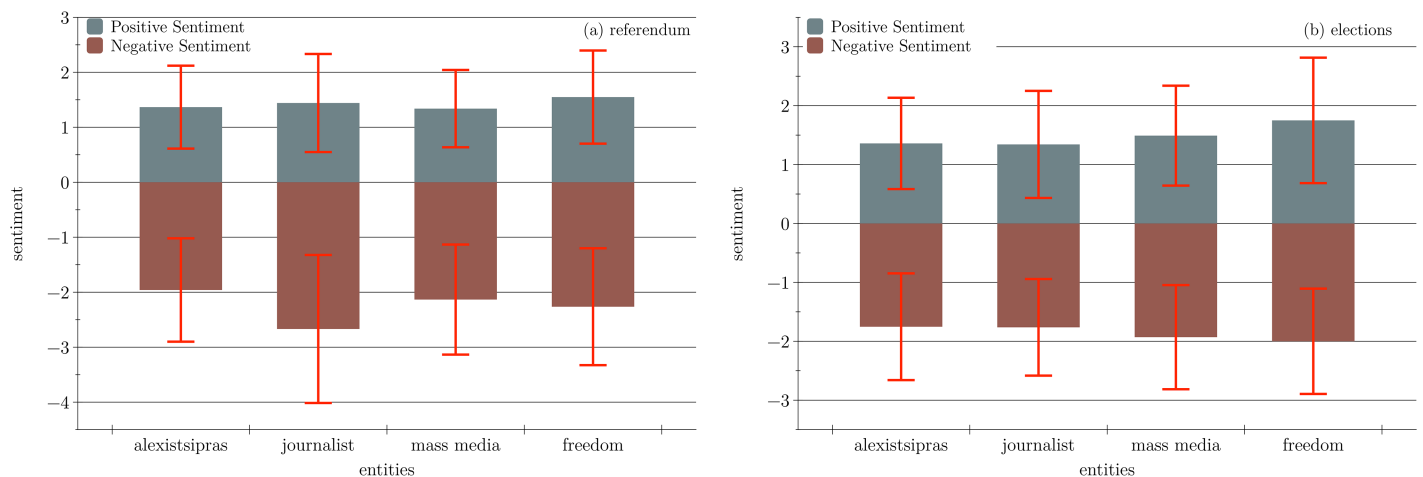 Positive Sentiment
Negative Sentiment
(a) referendum
3
2
1
0
−1
−2
−3
−4
sentiment
alexistsipras
journalist
mass media
freedom
entities
Positive Sentiment
Negative Sentiment
(b) elections
3
2
1
0
−1
−2
−3
sentiment
alexistsipras
journalist
mass media
freedom
entities